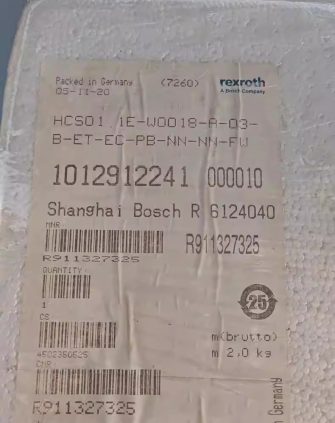 Packed in Germany (7260) rexroth
05-11-20 A Bosch Company
HCS01.1E-W0018-A-03-
B-ET-EC-PB-NN-NN-FW
1012912241 000010
Shanghai Bosch R 6124040
MNR
R911327325
R911327325
QUANTITY
1
25
CS
m(brutto)
4502350525
m 2,0 kg
CMR
R911327325
n Germany